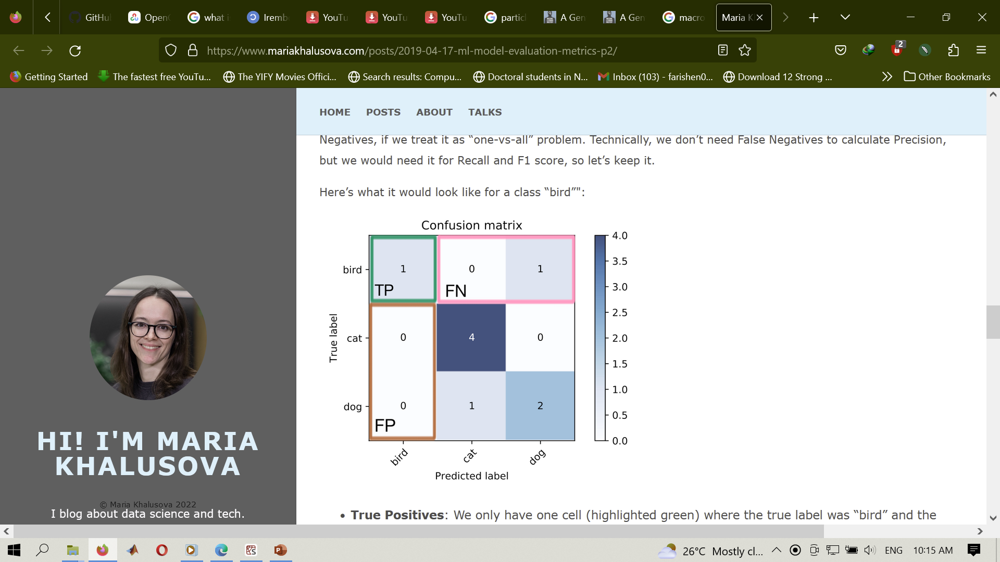 GitHu
Open
what i
Iremb
YouTu
YouTu
YouTu
partic
A Gen
A Gen
macro
Maria K
https://www.mariakhalusova.com/posts/2019-04-17-ml-model-evaluation-metrics-p2/
2
Getting Started
The fastest free YouTu...
The YIFY Movies Offici...
Search results: Compu...
Doctoral students in N...
Inbox (103) - farishen0...
Download 12 Strong ...
Other Bookmarks
HOME POSTS ABOUT TALKS
Negatives, if we treat it as “one-vs-all” problem. Technically, we don’t need False Negatives to calculate Precision,
but we would need it for Recall and F1 score, so let’s keep it.
Here’s what it would look like for a class “bird”":
Confusion matrix
True label
bird 1 0 1
TP FN
cat 0 4 0
dog 0 1 2
FP
bird cat dog
Predicted label
4.0
3.5
3.0
2.5
2.0
1.5
1.0
0.5
0.0
HI! I'M MARIA
KHALUSOVA
© Maria Khalusova 2022
I blog about data science and tech.
• True Positives: We only have one cell (highlighted green) where the true label was “bird” and the
26°C Mostly cl...
ENG
10:15 AM